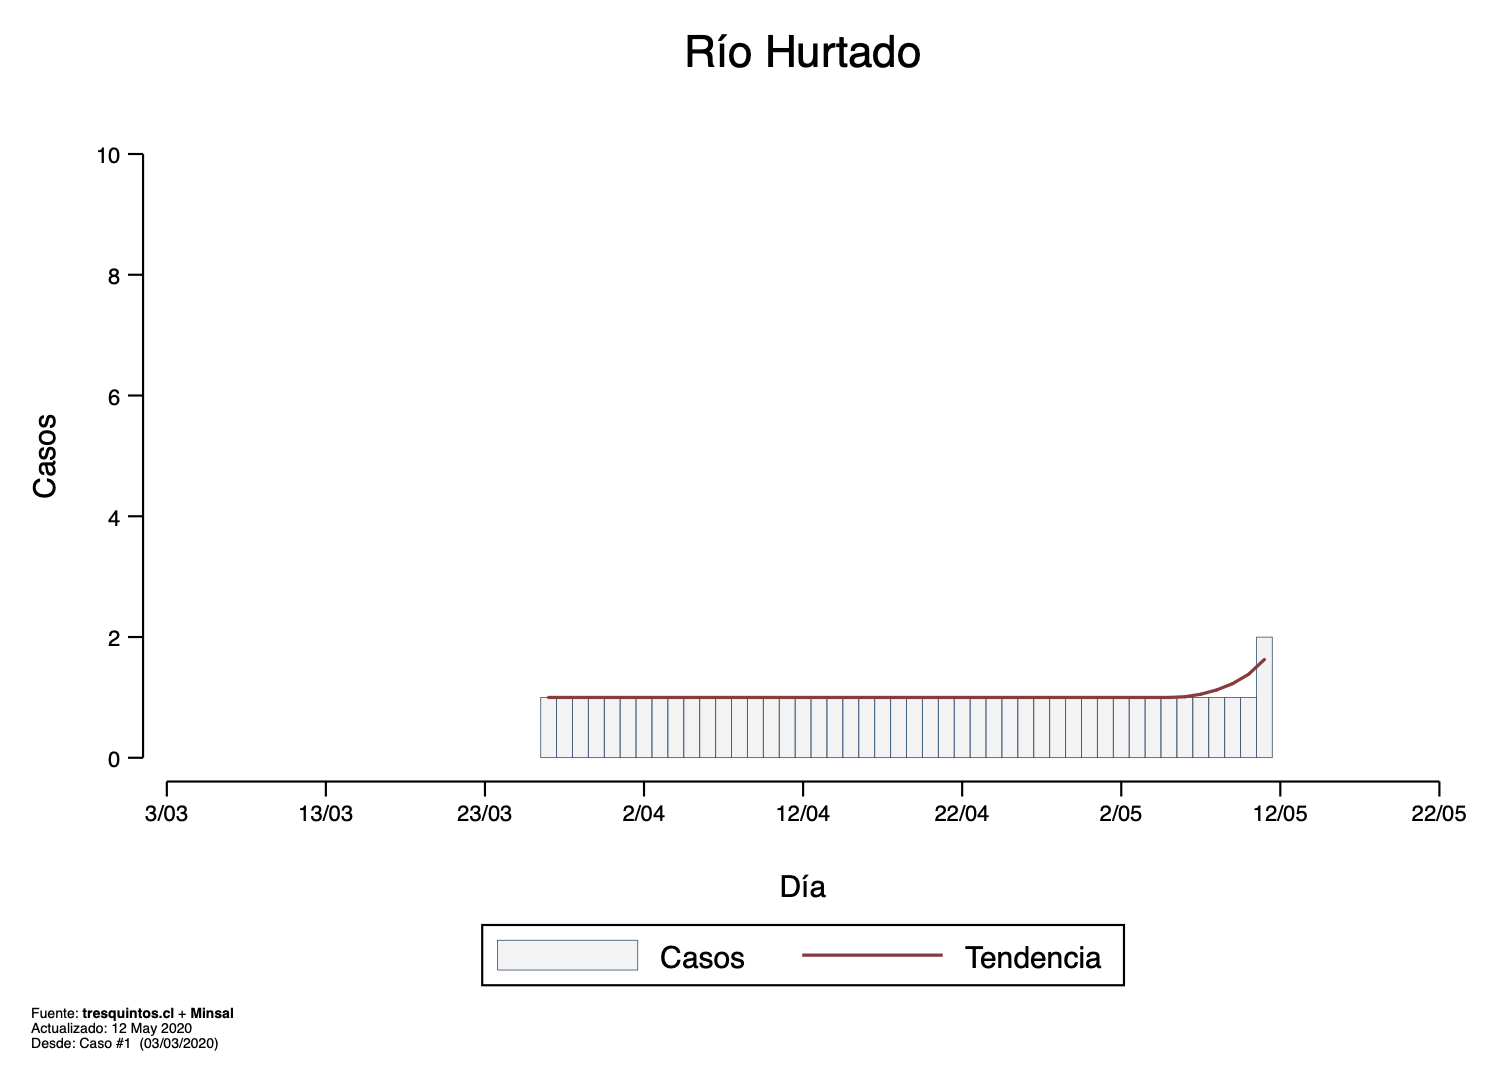 Río Hurtado
10
8
6
4
2
0
Casos
3/03 13/03 23/03 2/04 12/04 22/04 2/05 12/05 22/05
Día
Casos Tendencia
Fuente: tresquintos.cl + Minsal
Actualizado: 12 May 2020
Desde: Caso #1 (03/03/2020)